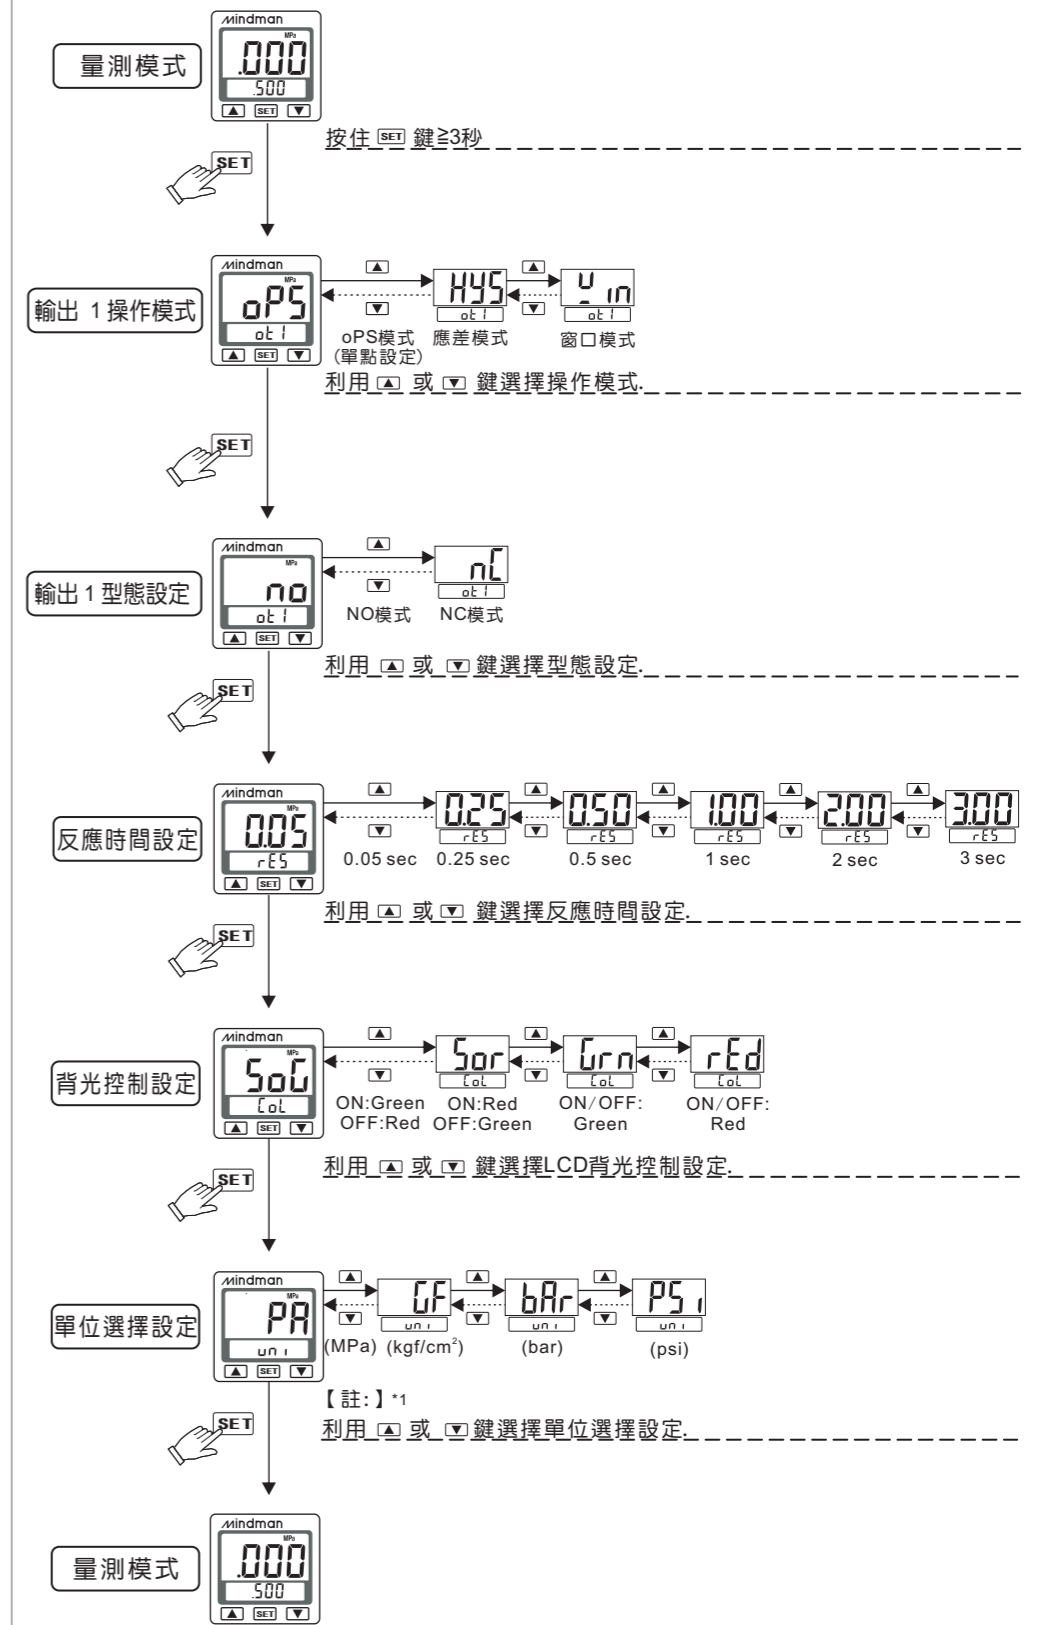 Mindman
MPa
.000
.500
SET
量測模式
按住 SET 鍵≧3秒
SET
Mindman
MPa
oPS
ot1
SET
輸出 1 操作模式
HYS
ot1
oPS模式
(單點設定)
應差模式
窗口模式
ot1
利用 ▲ 或 ▼ 鍵選擇操作模式.
SET
Mindman
MPa
no
ot1
SET
輸出 1 型態設定
nC
ot1
NO模式
NC模式
利用 ▲ 或 ▼ 鍵選擇型態設定.
SET
Mindman
MPa
0.05
rES
SET
反應時間設定
0.25 0.50 1.00 2.00 3.00
rES rES rES rES rES
0.05 sec 0.25 sec 0.5 sec 1 sec 2 sec 3 sec
利用 ▲ 或 ▼ 鍵選擇反應時間設定.
SET
Mindman
MPa
SoG
CoL
SET
背光控制設定
Sor Grn rEd
CoL CoL CoL
ON:Green ON:Red ON/OFF: ON/OFF:
OFF:Red OFF:Green Green Red
利用 ▲ 或 ▼ 鍵選擇LCD背光控制設定.
SET
Mindman
MPa
PA
uni
SET
單位選擇設定
GF bAr PSi
uni uni uni
(MPa) (kgf/cm²) (bar) (psi)
【註:】*1
利用 ▲ 或 ▼ 鍵選擇單位選擇設定.
SET
Mindman
MPa
.000
.500
SET
量測模式